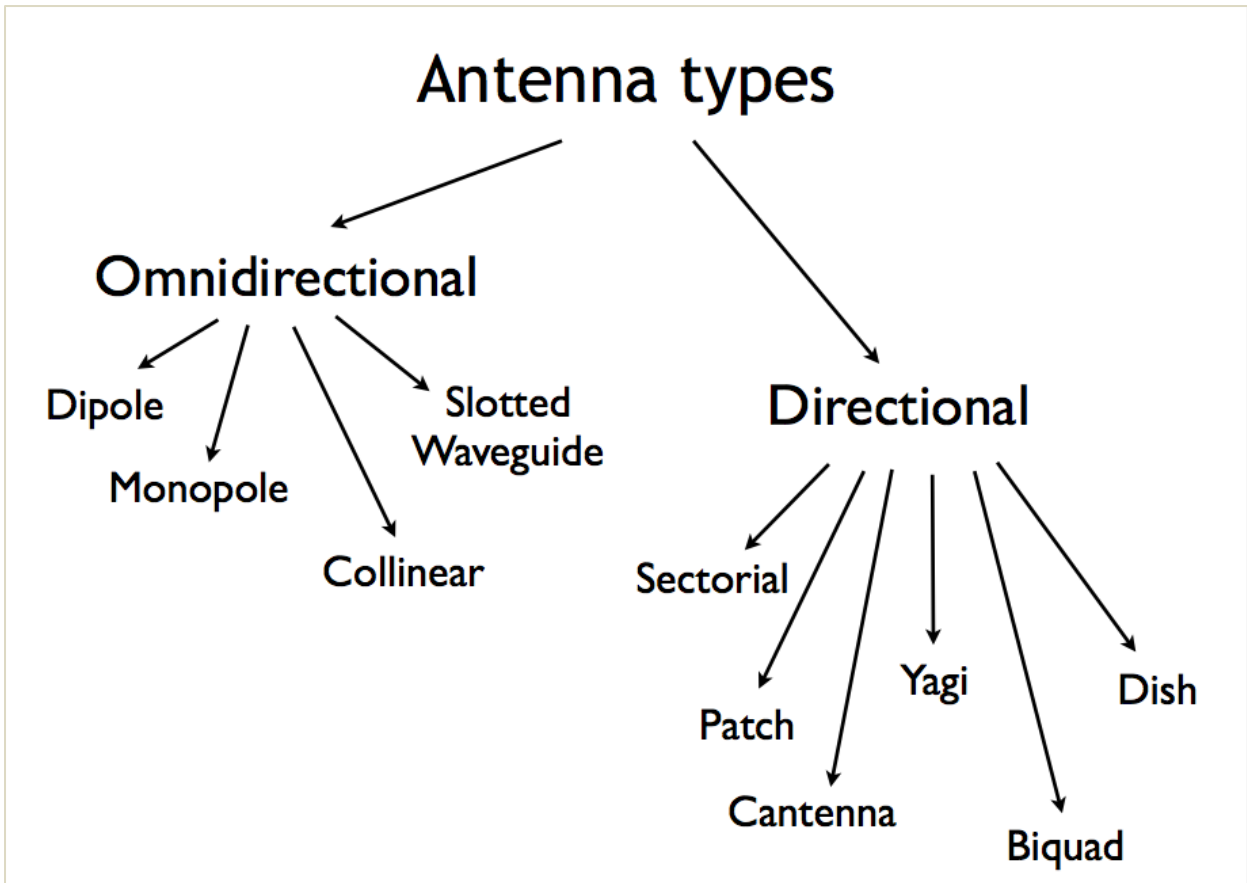 Antenna types
Omnidirectional
Dipole
Monopole
Collinear
Slotted
Waveguide
Directional
Sectorial
Patch
Cantenna
Yagi
Biquad
Dish